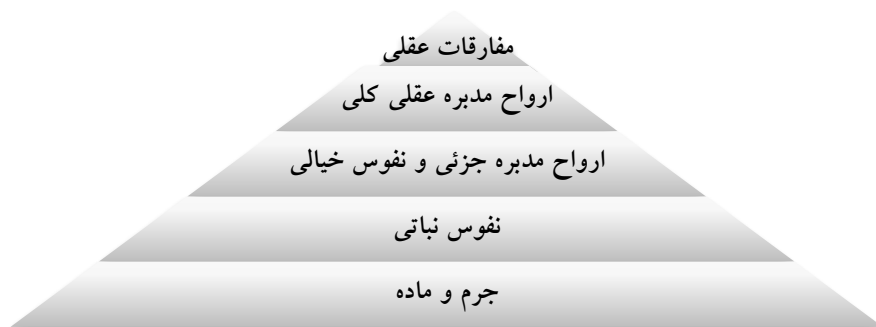 مفارقات عقلی
ارواح مدبره عقلی کلی
ارواح مدبره جزئی و نفوس خیالی
نفوس نباتی
جرم و ماده